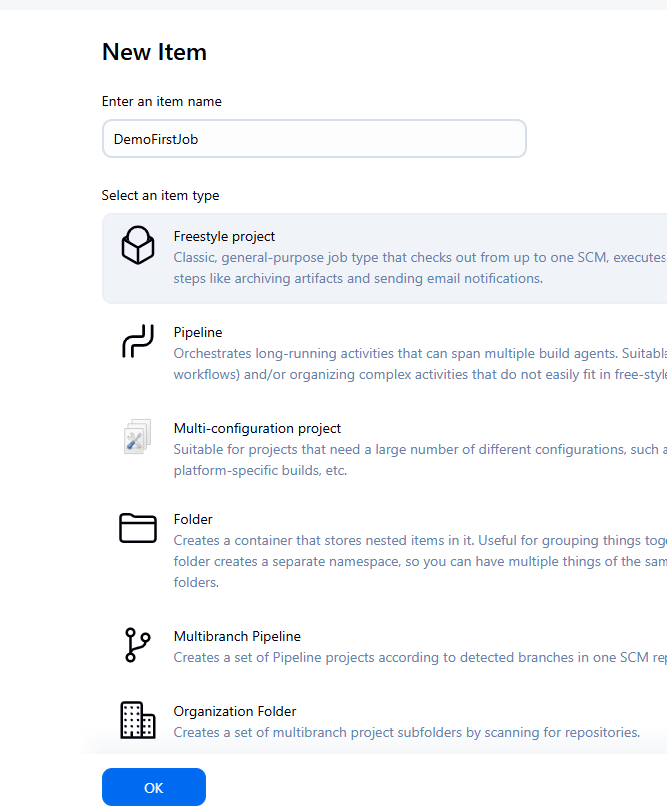 New Item
Enter an item name
DemoFirstJob
Select an item type
Freestyle project
Classic, general-purpose job type that checks out from up to one SCM, executes
steps like archiving artifacts and sending email notifications.
Pipeline
Orchestrates long-running activities that can span multiple build agents. Suitabl
workflows) and/or organizing complex activities that do not easily fit in free-style
Multi-configuration project
Suitable for projects that need a large number of different configurations, such a
platform-specific builds, etc.
Folder
Creates a container that stores nested items in it. Useful for grouping things tog
folder creates a separate namespace, so you can have multiple things of the sam
folders.
Multibranch Pipeline
Creates a set of Pipeline projects according to detected branches in one SCM rep
Organization Folder
Creates a set of multibranch project subfolders by scanning for repositories.
OK